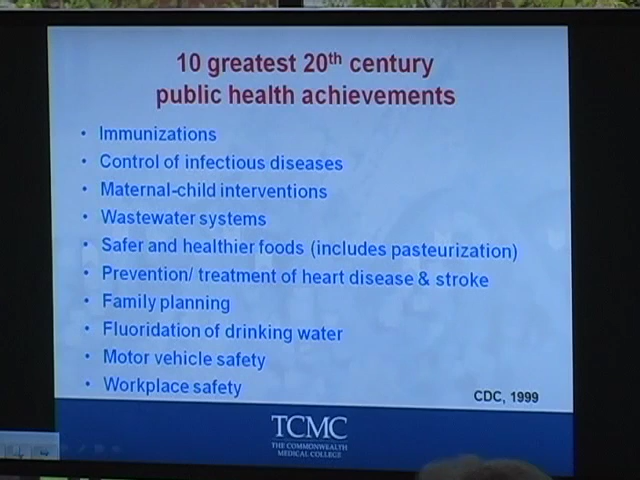 10 greatest 20th century
public health achievements
• Immunizations
• Control of infectious diseases
• Maternal-child interventions
• Wastewater systems
• Safer and healthier foods (includes pasteurization)
• Prevention/ treatment of heart disease & stroke
• Family planning
• Fluoridation of drinking water
• Motor vehicle safety
• Workplace safety
CDC, 1999
TCMC
THE COMMONWEALTH
MEDICAL COLLEGE